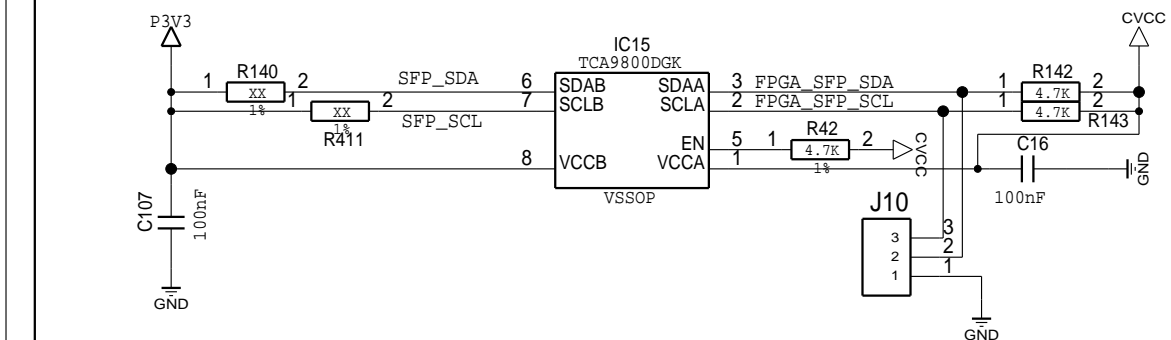 P3V3
CVCC
IC15
TCA9800DGK
1 R140 2 SFP_SDA 6 SDAB SDAA 3 FPGA_SFP_SDA 1 R142 2
XX 1% 4.7K
1 R411 2 SFP_SCL 7 SCLB SCLA 2 FPGA_SFP_SCL 1 R143 2
XX 1% 4.7K
EN 5 1 R42 2 CVCC
4.7K 1%
8 VCCB VCCA 1 C16 GND
VSSOP 100nF
C107 100nF
J10
3 3
2 2
1 1
GND
GND